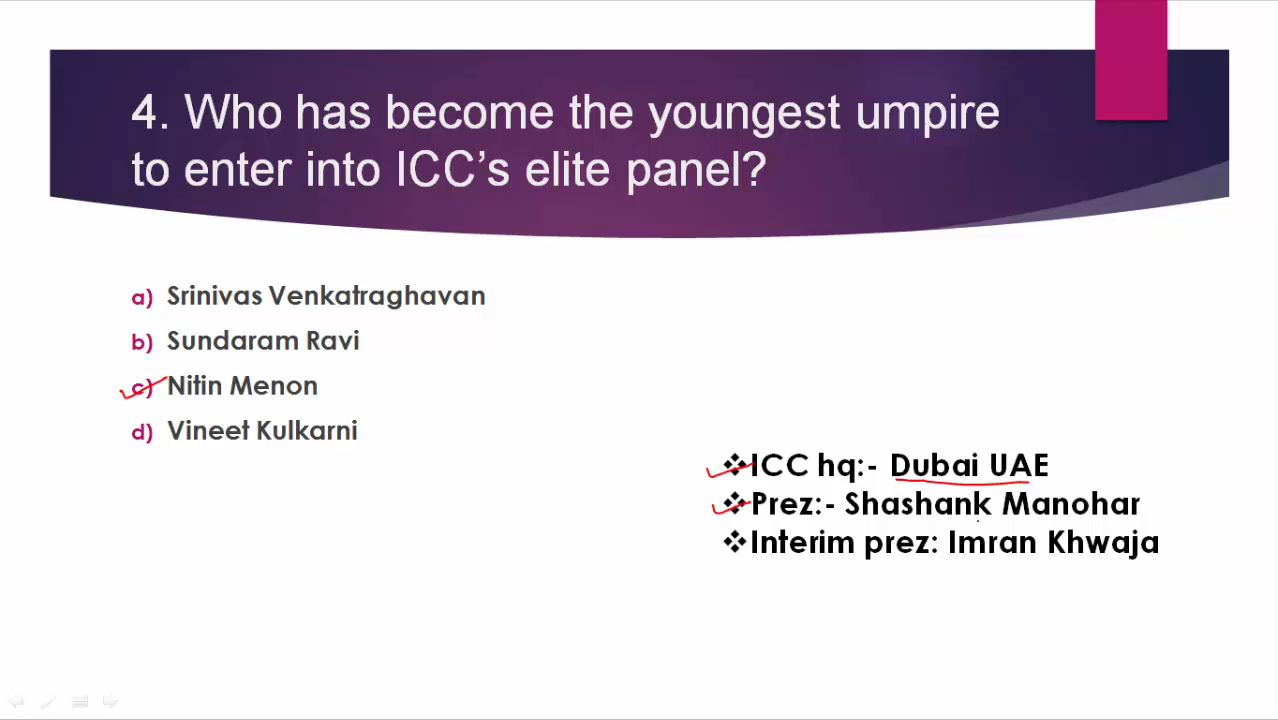 4. Who has become the youngest umpire
to enter into ICC’s elite panel?
a) Srinivas Venkatraghavan
b) Sundaram Ravi
c) Nitin Menon
d) Vineet Kulkarni
❖ICC hq:- Dubai UAE
❖Prez:- Shashank Manohar
❖Interim prez: Imran Khwaja